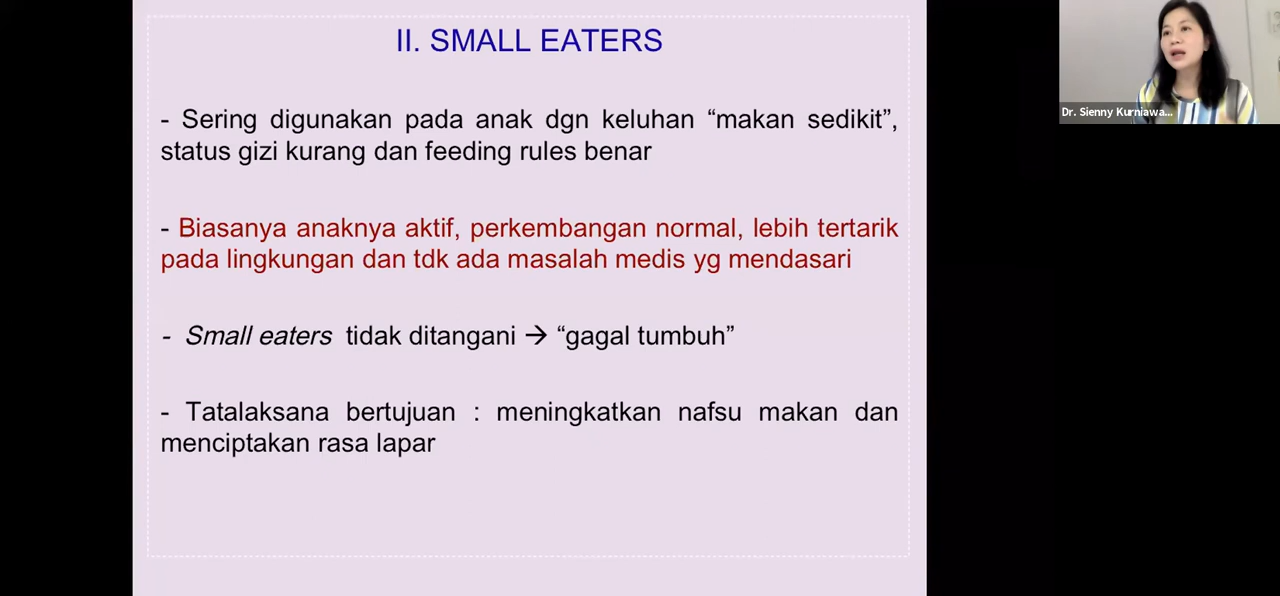 II. SMALL EATERS
- Sering digunakan pada anak dgn keluhan “makan sedikit”,
status gizi kurang dan feeding rules benar
- Biasanya anaknya aktif, perkembangan normal, lebih tertarik
pada lingkungan dan tdk ada masalah medis yg mendasari
- Small eaters tidak ditangani → “gagal tumbuh”
- Tatalaksana bertujuan : meningkatkan nafsu makan dan
menciptakan rasa lapar
Dr. Sienny Kurniawa...